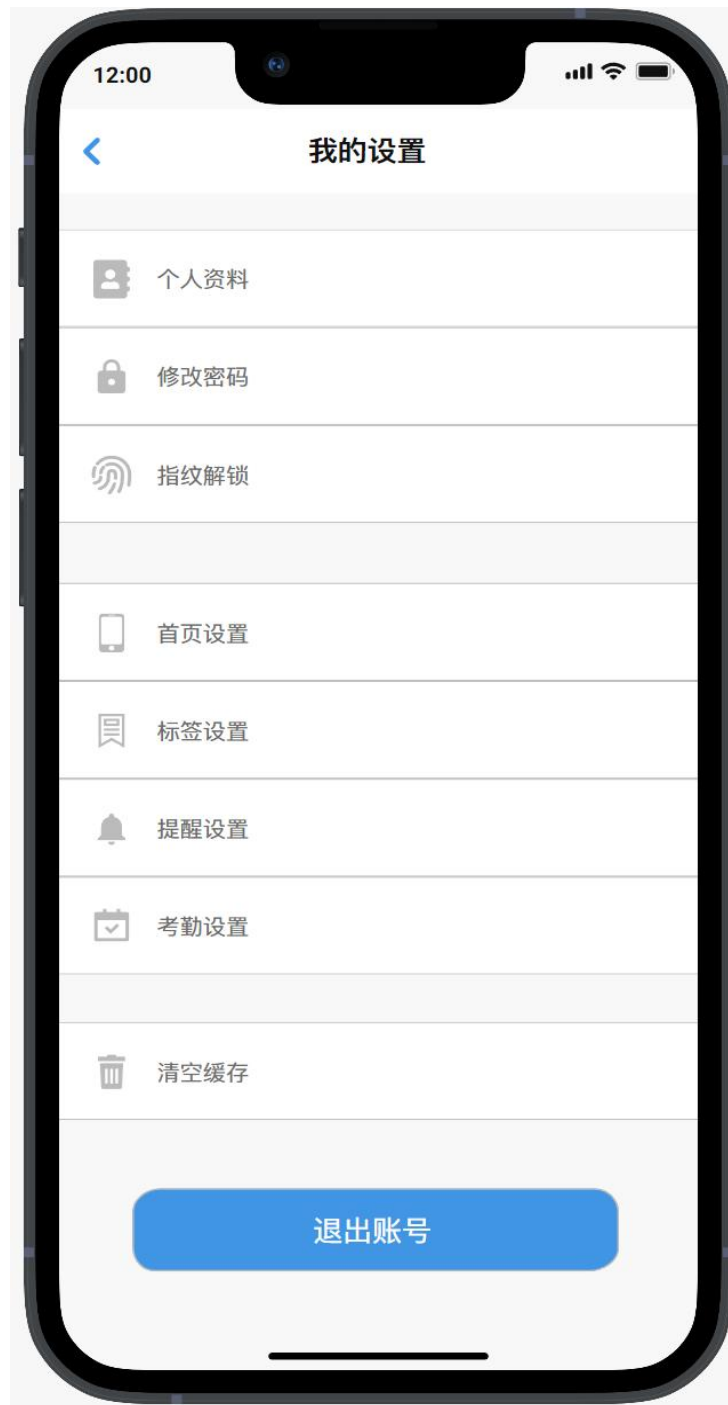 12:00
我的设置
个人资料
修改密码
指纹解锁
首页设置
标签设置
提醒设置
考勤设置
清空缓存
退出账号